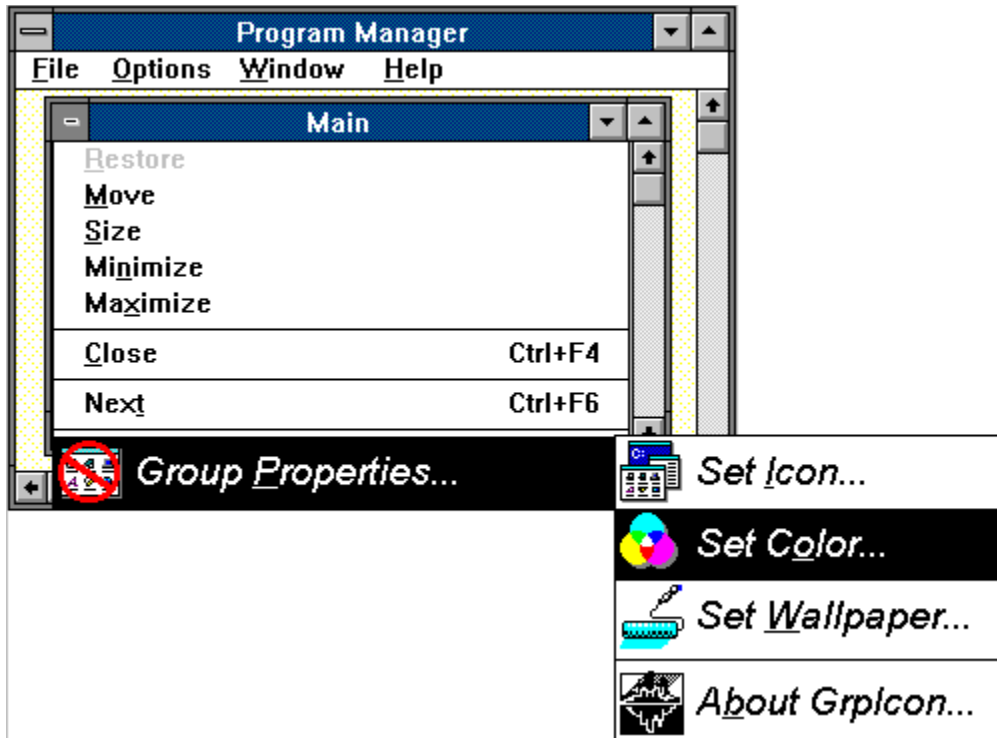 Program Manager
File Options Window Help
Main
Restore
Move
Size
Minimize
Maximize
Close Ctrl+F4
Next Ctrl+F6
Group Properties...
C:
Set Icon...
Set Color...
Set Wallpaper...
About GrpIcon...